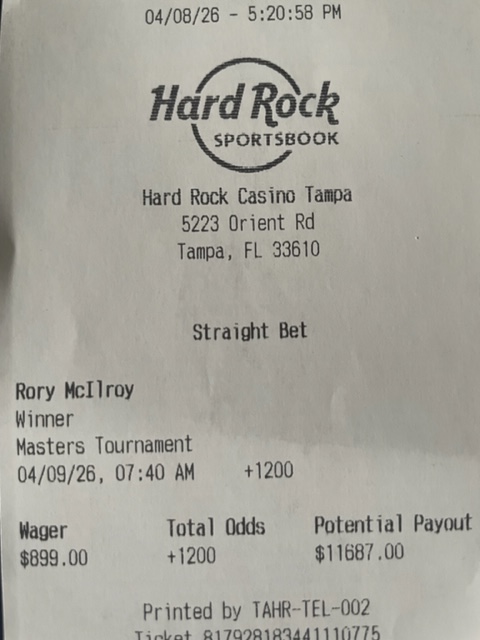 04/08/26 - 5:20:58 PM
Hard Rock
SPORTSBOOK
Hard Rock Casino Tampa
5223 Orient Rd
Tampa, FL 33610
Straight Bet
Rory McIlroy
Winner
Masters Tournament
04/09/26, 07:40 AM +1200
Wager Total Odds Potential Payout
$899.00 +1200 $11687.00
Printed by TAHR-TEL-002
Ticket 817928183441110775